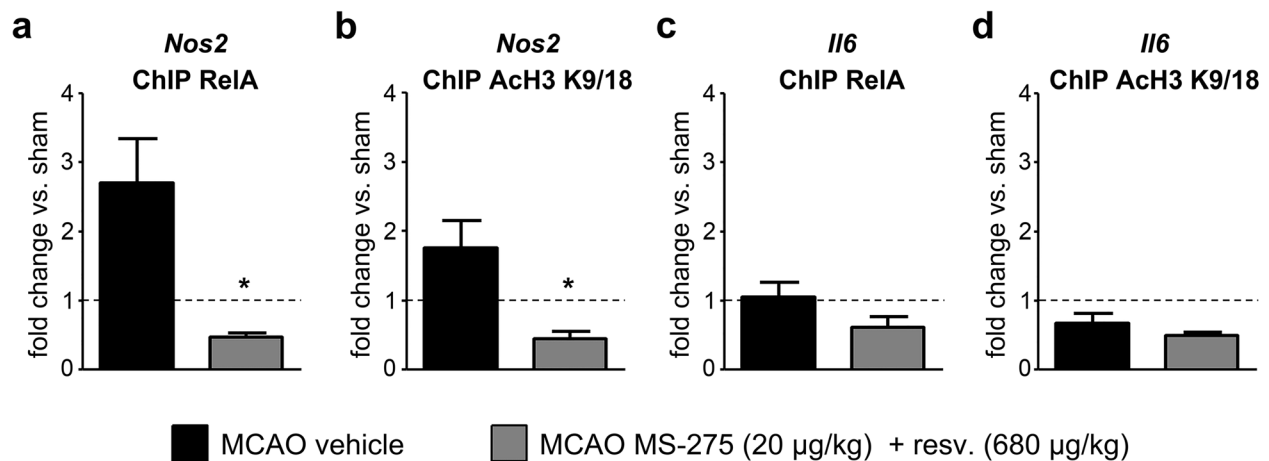 a
Nos2
ChIP RelA
fold change vs. sham
4
3
2
1
0
*
b
Nos2
ChIP AcH3 K9/18
fold change vs. sham
4
3
2
1
0
*
c
Il6
ChIP RelA
fold change vs. sham
4
3
2
1
0
d
Il6
ChIP AcH3 K9/18
fold change vs. sham
4
3
2
1
0
MCAO vehicle
MCAO MS-275 (20 µg/kg) + resv. (680 µg/kg)